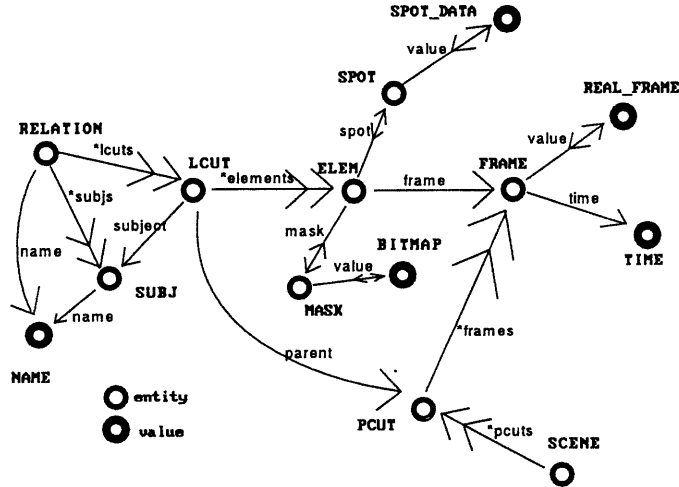 SPOT_DATA
value
SPOT
REAL_FRAME
RELATION
*lcuts
LCUT
spot
ELEM
FRAME
value
*elements
frame
time
*subjs
subject
mask
BITMAP
TIME
name
value
SUBJ
MASK
name
*frames
parent
NAME
entity
PCUT
value
*pcuts
SCENE